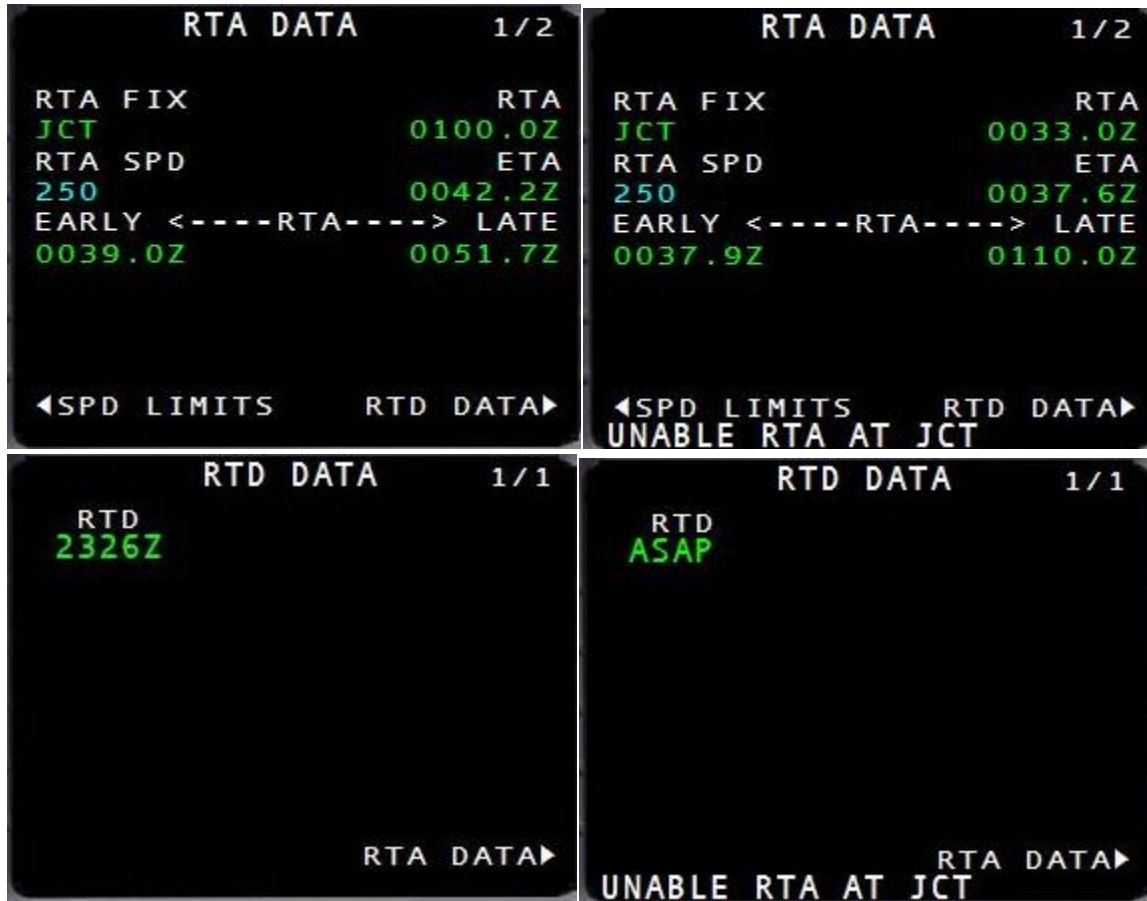 RTA DATA 1/2
RTA FIX RTA
JCT 0100.0Z
RTA SPD ETA
250 0042.2Z
EARLY <----RTA----> LATE
0039.0Z 0051.7Z
◀SPD LIMITS RTD DATA▶
RTA DATA 1/2
RTA FIX RTA
JCT 0033.0Z
RTA SPD ETA
250 0037.6Z
EARLY <----RTA----> LATE
0037.9Z 0110.0Z
◀SPD LIMITS RTD DATA▶
UNABLE RTA AT JCT
RTD DATA 1/1
RTD
2326Z
RTA DATA▶
RTD DATA 1/1
RTD
ASAP
RTA DATA▶
UNABLE RTA AT JCT